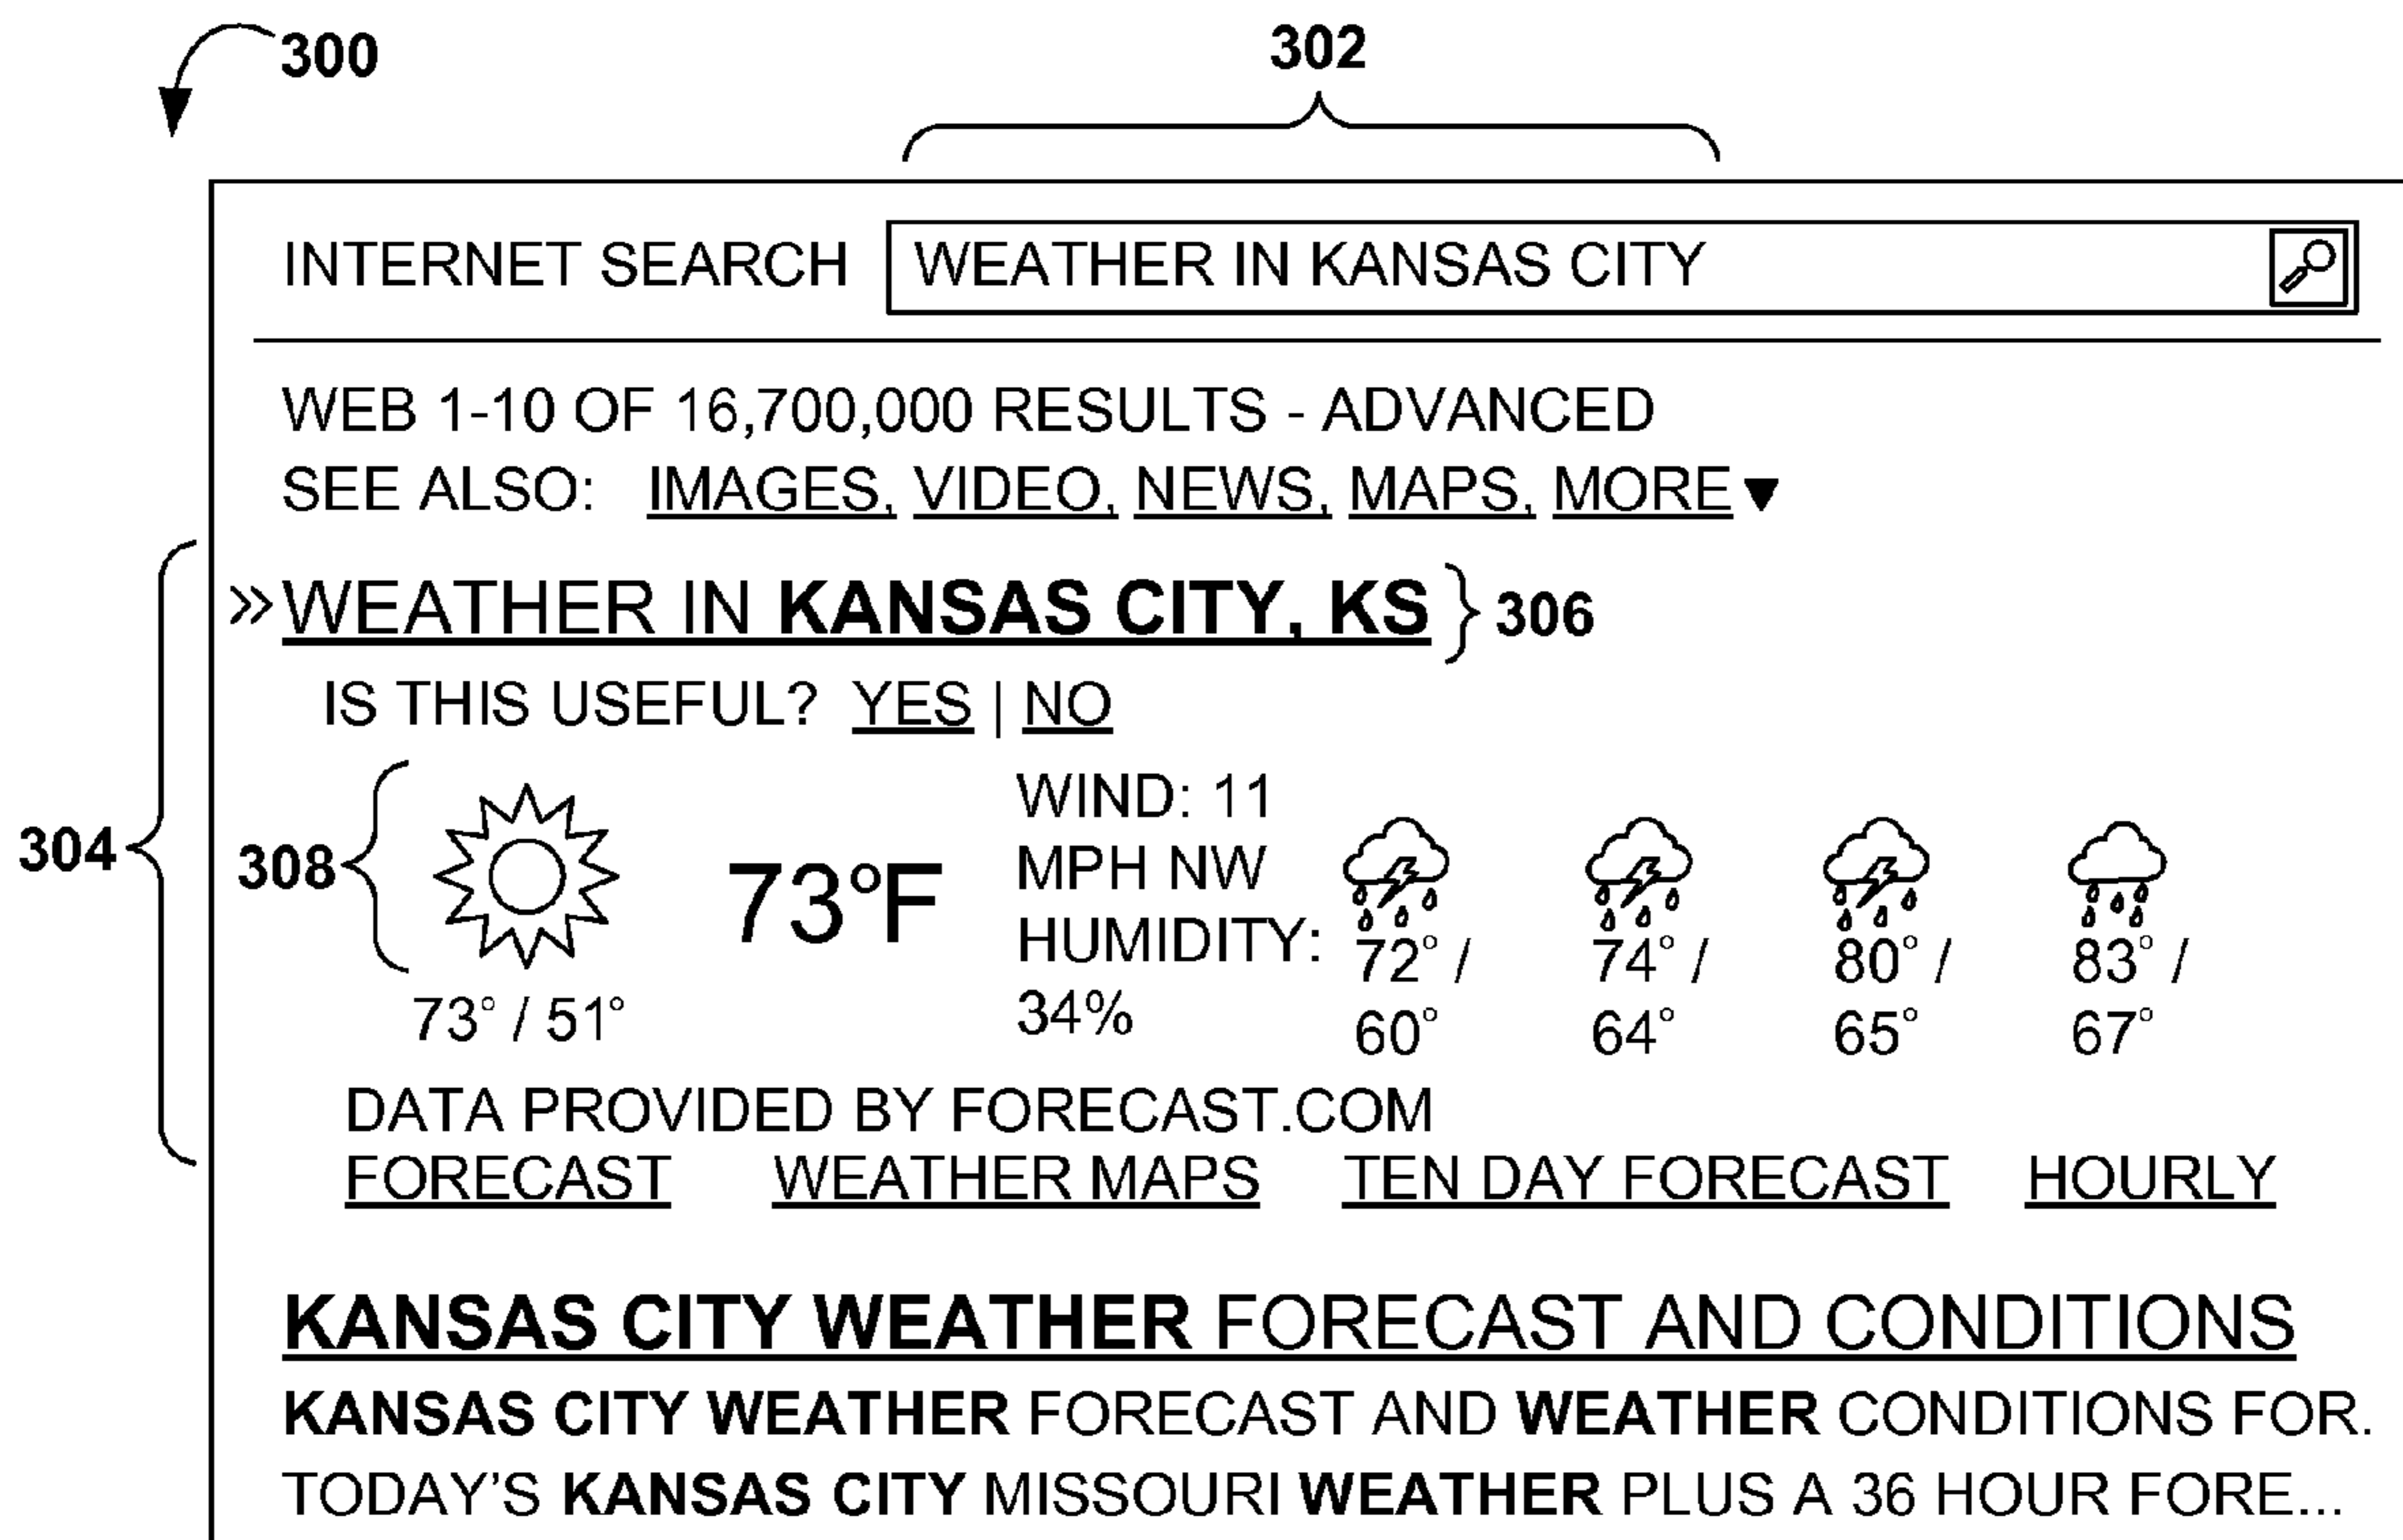 300
302
INTERNET SEARCH WEATHER IN KANSAS CITY
WEB 1-10 OF 16,700,000 RESULTS - ADVANCED
SEE ALSO: IMAGES, VIDEO, NEWS, MAPS, MORE▼
»WEATHER IN KANSAS CITY, KS 306
IS THIS USEFUL? YES | NO
304
308
73°/51°
73°F
WIND: 11
MPH NW
HUMIDITY:
34%
72°/
60°
74°/
64°
80°/
65°
83°/
67°
DATA PROVIDED BY FORECAST.COM
FORECAST WEATHER MAPS TEN DAY FORECAST HOURLY
KANSAS CITY WEATHER FORECAST AND CONDITIONS
KANSAS CITY WEATHER FORECAST AND WEATHER CONDITIONS FOR.
TODAY'S KANSAS CITY MISSOURI WEATHER PLUS A 36 HOUR FORE...